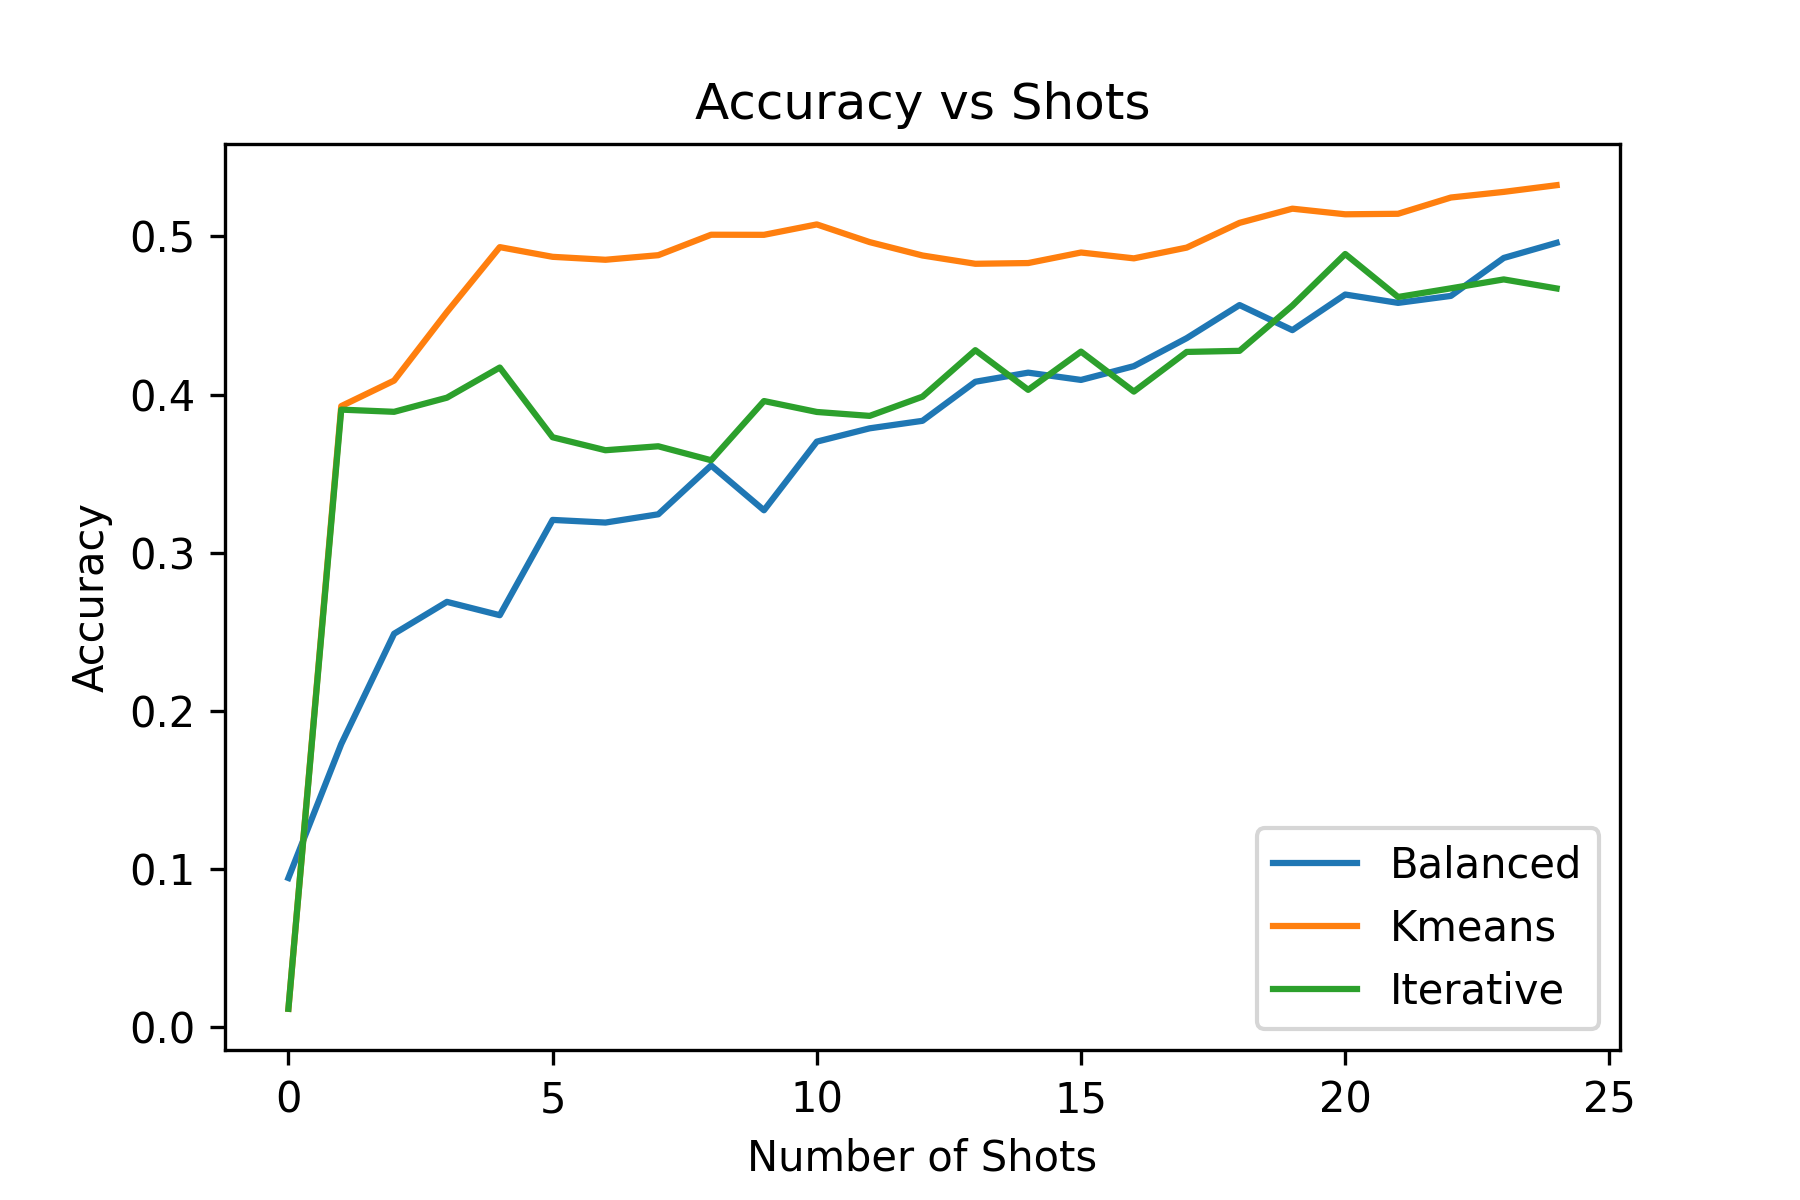 Accuracy vs Shots
Accuracy
0.5
0.4
0.3
0.2
0.1
0.0
0 5 10 15 20 25
Number of Shots
Balanced
Kmeans
Iterative